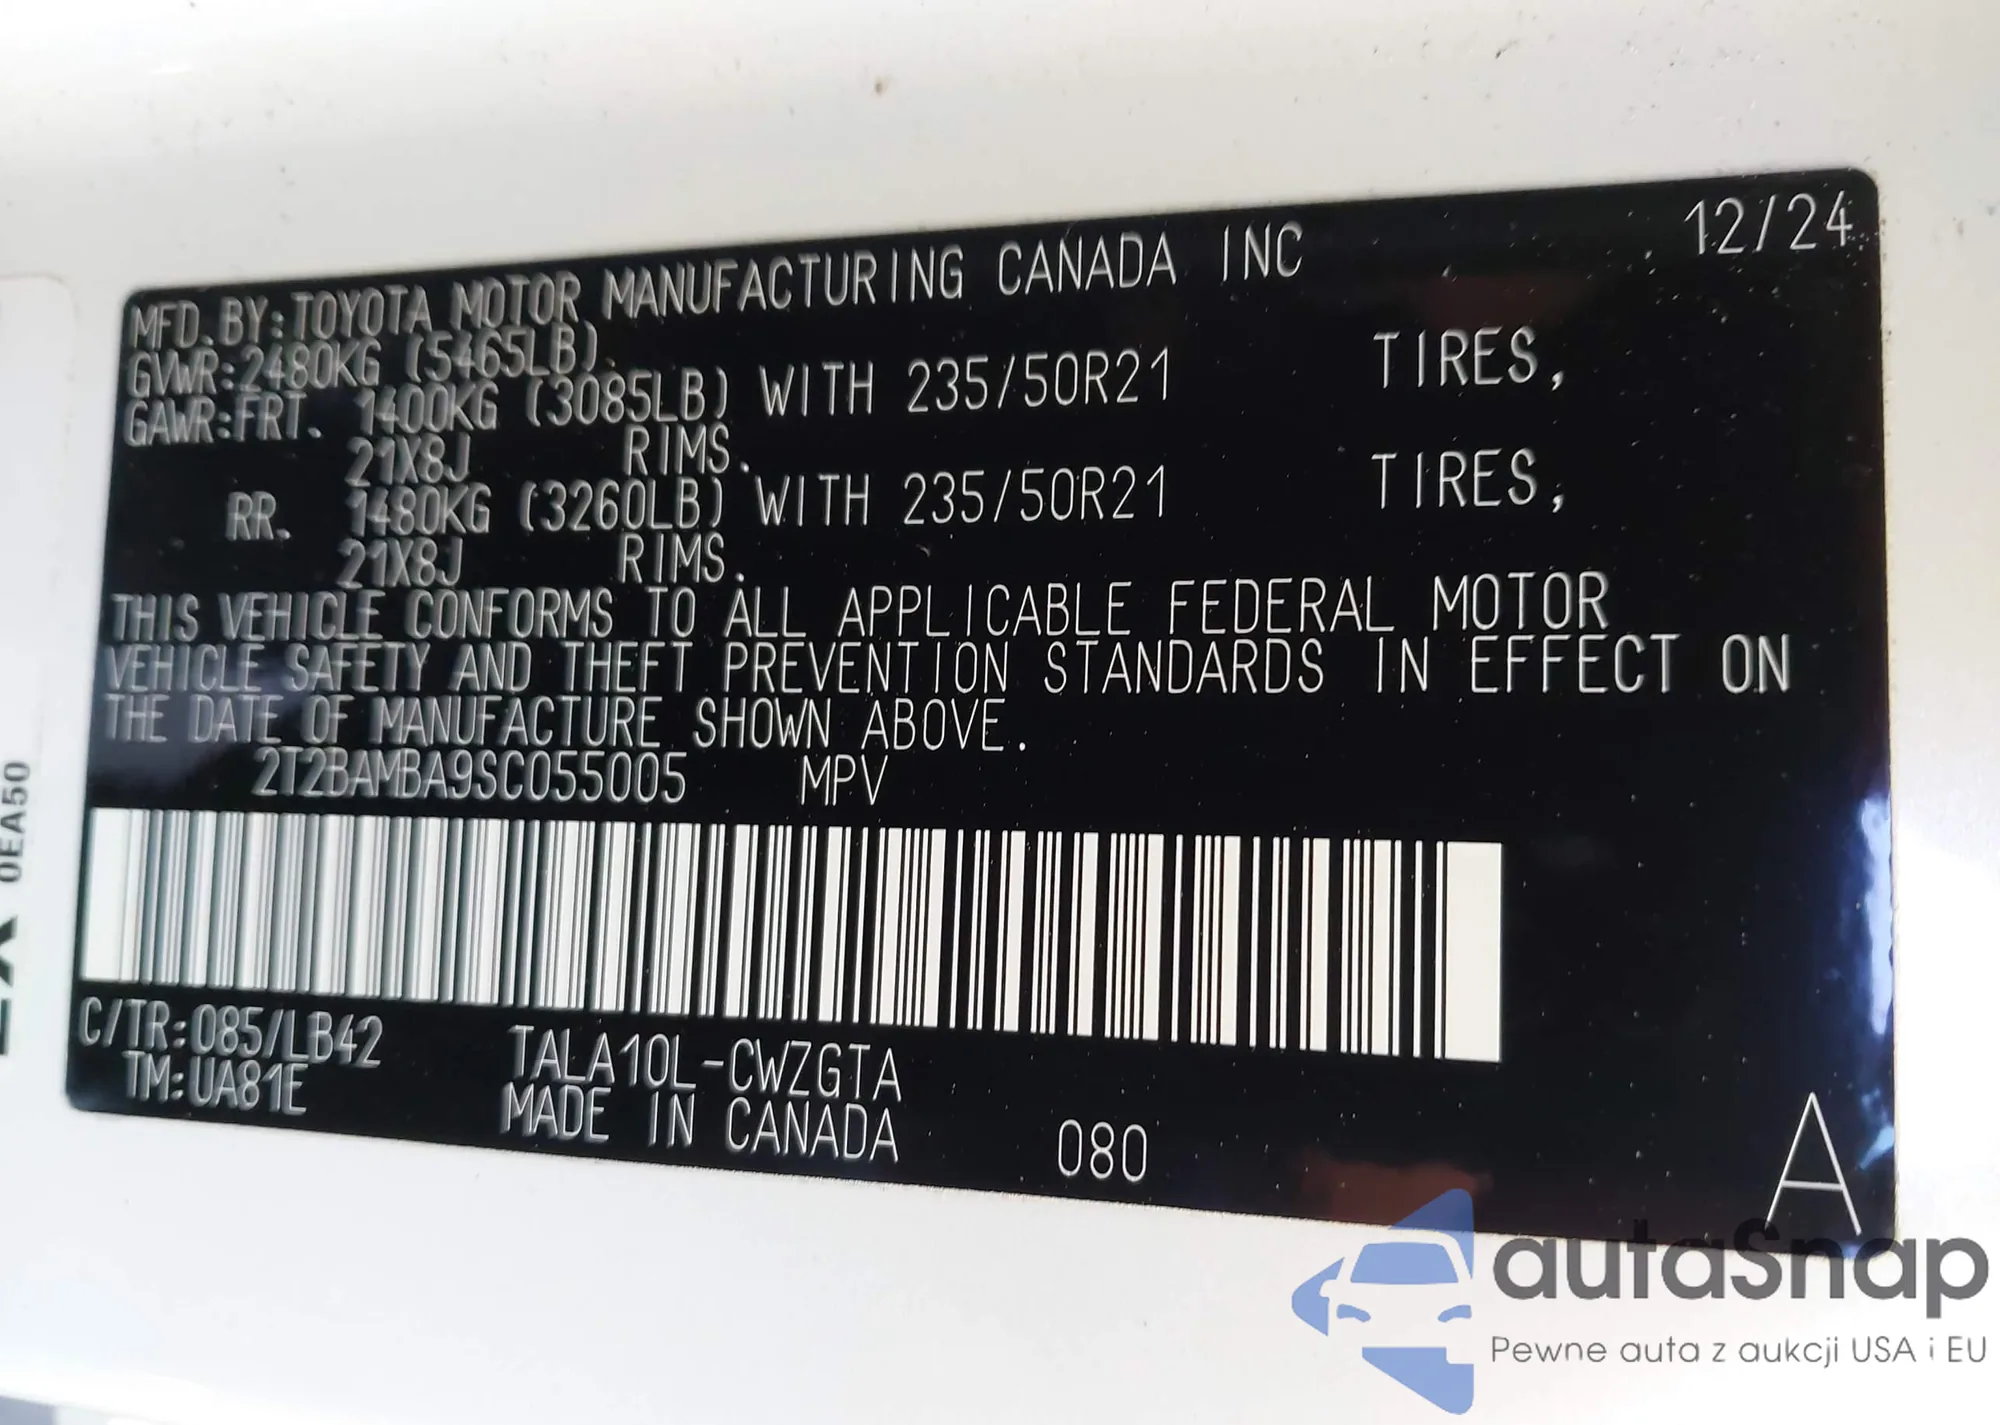 12/24
MFD. BY: TOYOTA MOTOR MANUFACTURING CANADA INC
GVWR: 2480KG (5465LB)
GAWR: FRT. 1400KG (3085LB) WITH 235/50R21 TIRES,
21X8J RIMS.
RR. 1480KG (3260LB) WITH 235/50R21 TIRES,
21X8J RIMS.
THIS VEHICLE CONFORMS TO ALL APPLICABLE FEDERAL MOTOR
VEHICLE SAFETY AND THEFT PREVENTION STANDARDS IN EFFECT ON
THE DATE OF MANUFACTURE SHOWN ABOVE.
2T2BAMBA9SC055005 MPV
C/TR: 085/LB42 TALA10L-CWZGTA
TM: UA81E MADE IN CANADA 080
A
0EA50
autaSnap
Pewne auta z aukcji USA i EU